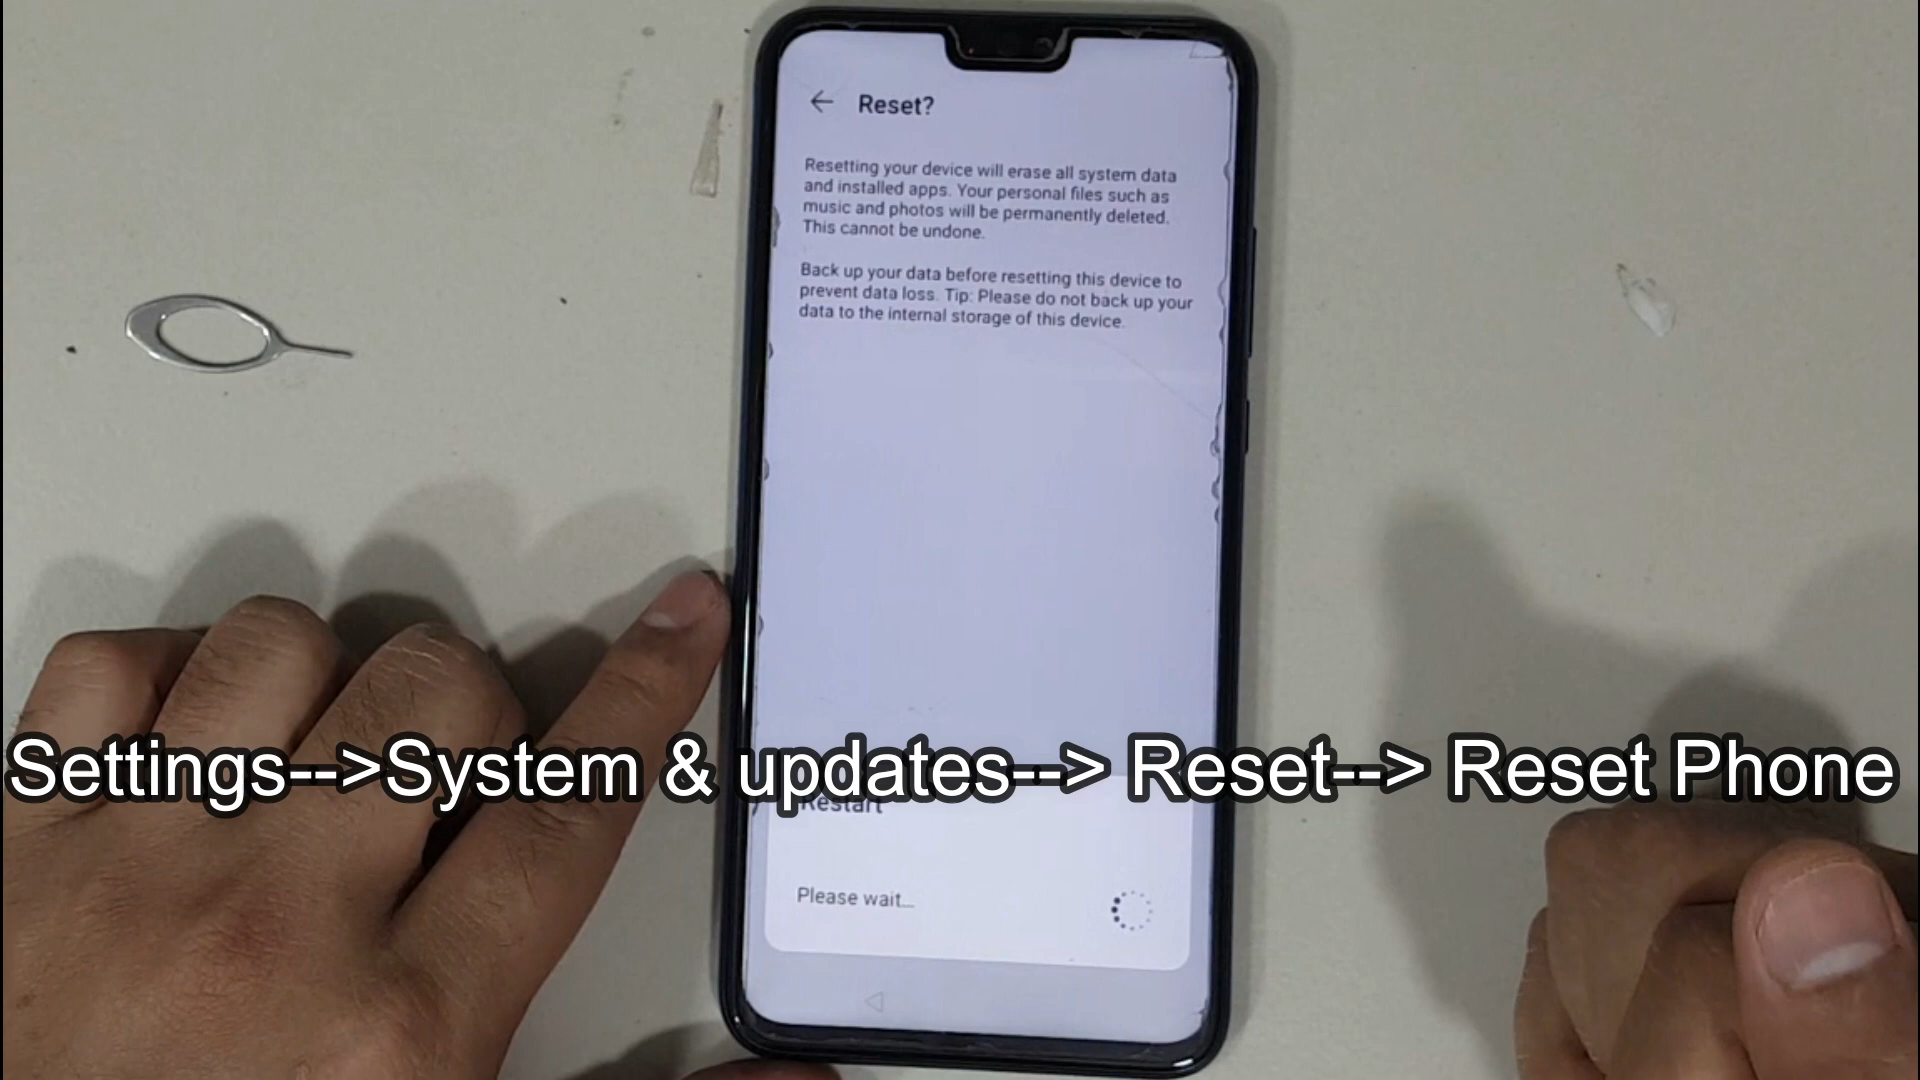 Reset?
Resetting your device will erase all system data
and installed apps. Your personal files such as
music and photos will be permanently deleted.
This cannot be undone.
Back up your data before resetting this device to
prevent data loss. Tip: Please do not back up your
data to the internal storage of this device.
Settings-->System & updates--> Reset--> Reset Phone
Restart
Please wait...